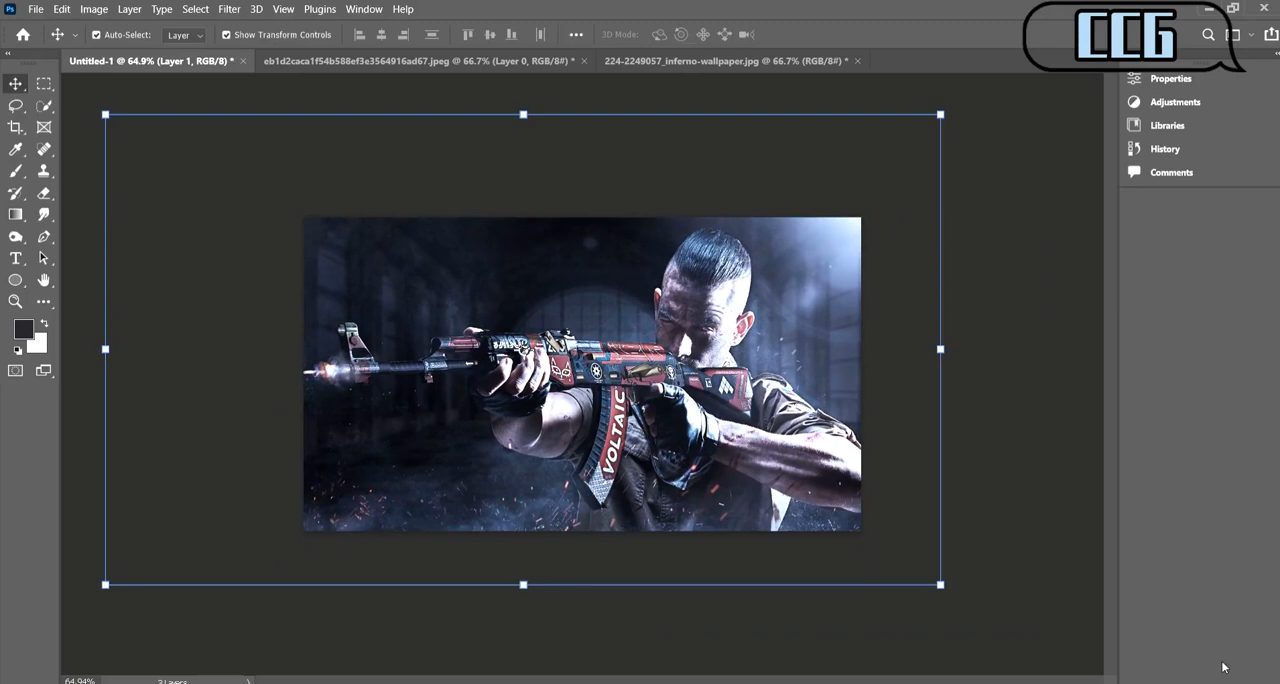 Ps File Edit Image Layer Type Select Filter 3D View Plugins Window Help
CCG
Auto-Select: Layer Show Transform Controls 3D Mode:
Untitled-1 @ 64.9% (Layer 1, RGB/8) * eb1d2caca1f54b588ef3e3564916ad67.jpeg @ 66.7% (Layer 0, RGB/8#) * 224-2249057_inferno-wallpaper.jpg @ 66.7% (RGB/8#) *
Properties
Adjustments
Libraries
History
Comments
VOLTAIC
64.94% 2 Layers